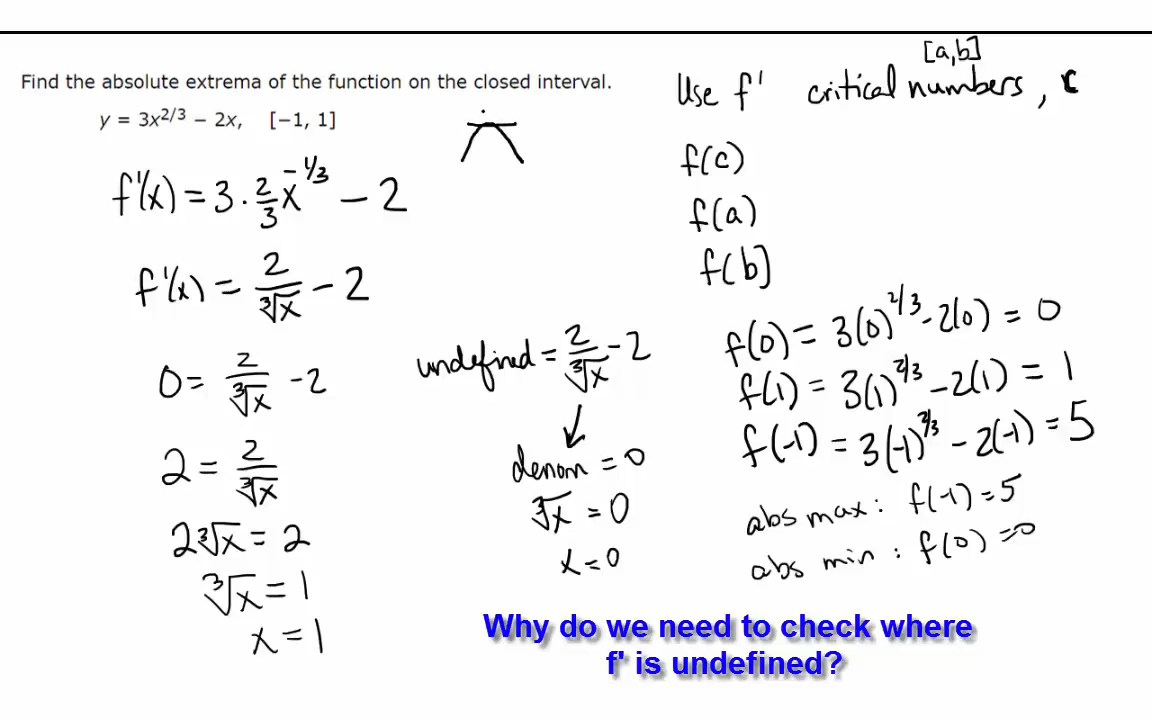 Find the absolute extrema of the function on the closed interval.
y = 3x^{2/3} − 2x, [−1, 1]
f'(x) = 3 · 2/3 x^{-1/3} − 2
f'(x) = 2/∛x − 2
0 = 2/∛x − 2
2 = 2/∛x
2∛x = 2
∛x = 1
x = 1
undefined = 2/∛x − 2
denom = 0
∛x = 0
x = 0
[a,b]
Use f' critical numbers, c
f(c)
f(a)
f(b]
f(0) = 3(0)^{2/3} − 2(0) = 0
f(1) = 3(1)^{2/3} − 2(1) = 1
f(-1) = 3(-1)^{2/3} − 2(-1) = 5
abs max: f(-1) = 5
abs min: f(0) = 0
Why do we need to check where
f' is undefined?